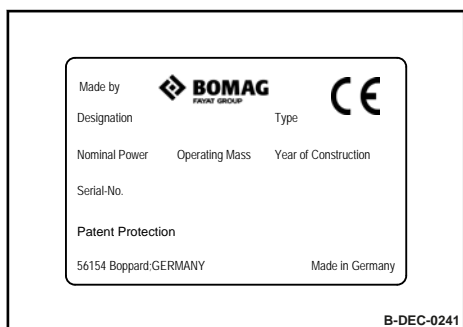 Made by BOMAG
FAYAT GROUP
CE
Designation Type
Nominal Power Operating Mass Year of Construction
Serial-No.
Patent Protection
56154 Boppard;GERMANY Made in Germany
B-DEC-0241